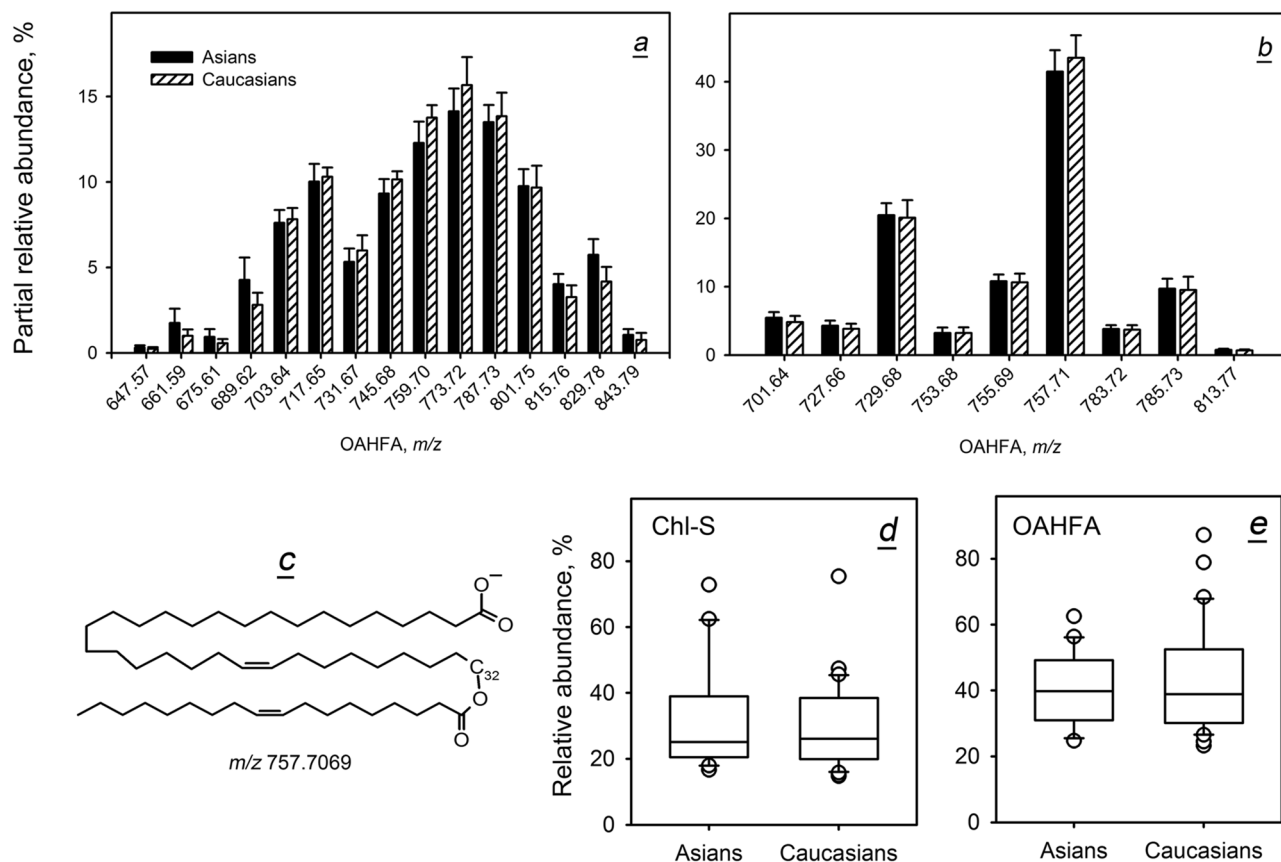 Partial relative abundance, %
a
Asians
Caucasians
15
10
5
0
647.57
661.59
675.61
689.62
703.64
717.65
731.67
745.68
759.70
773.72
787.73
801.75
815.76
829.78
843.79
OAHFA, m/z
b
40
30
20
10
0
701.64
727.66
729.68
753.68
755.69
757.71
783.72
785.73
813.77
OAHFA, m/z
c
O–
O
C32
O
O
m/z 757.7069
Relative abundance, %
Chl-S
d
80
60
40
20
0
Asians Caucasians
OAHFA
e
80
60
40
20
0
Asians Caucasians